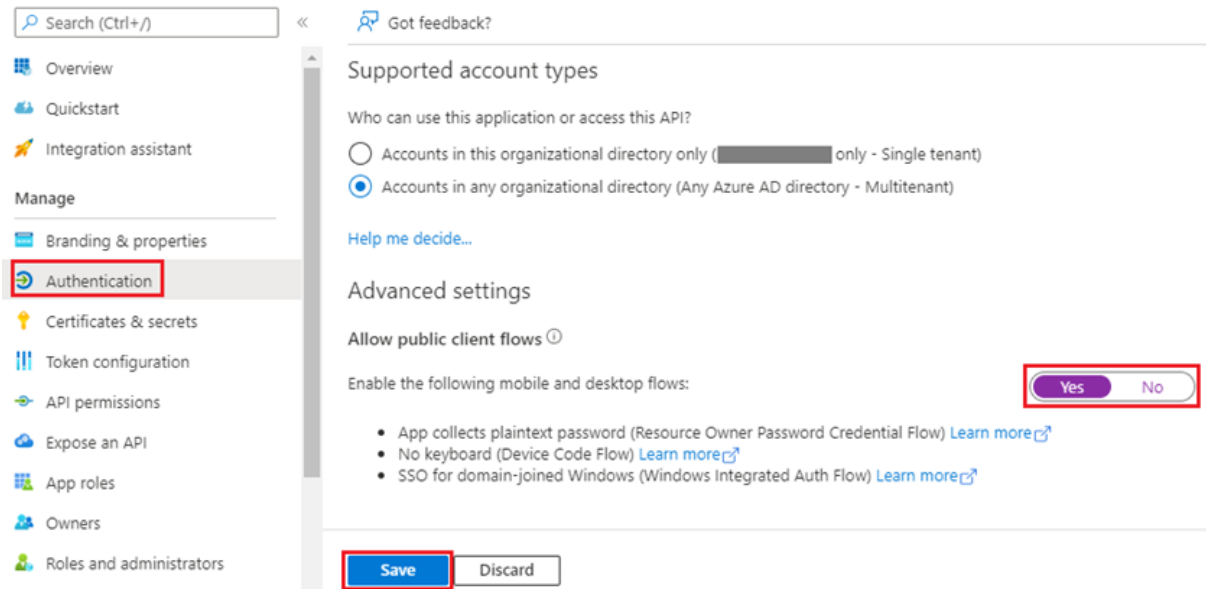 Search (Ctrl+/)
«
Overview
Quickstart
Integration assistant
Manage
Branding & properties
Authentication
Certificates & secrets
Token configuration
API permissions
Expose an API
App roles
Owners
Roles and administrators
Got feedback?
Supported account types
Who can use this application or access this API?
Accounts in this organizational directory only ( only - Single tenant)
Accounts in any organizational directory (Any Azure AD directory - Multitenant)
Help me decide...
Advanced settings
Allow public client flows
Enable the following mobile and desktop flows:
Yes No
• App collects plaintext password (Resource Owner Password Credential Flow) Learn more
• No keyboard (Device Code Flow) Learn more
• SSO for domain-joined Windows (Windows Integrated Auth Flow) Learn more
Save Discard